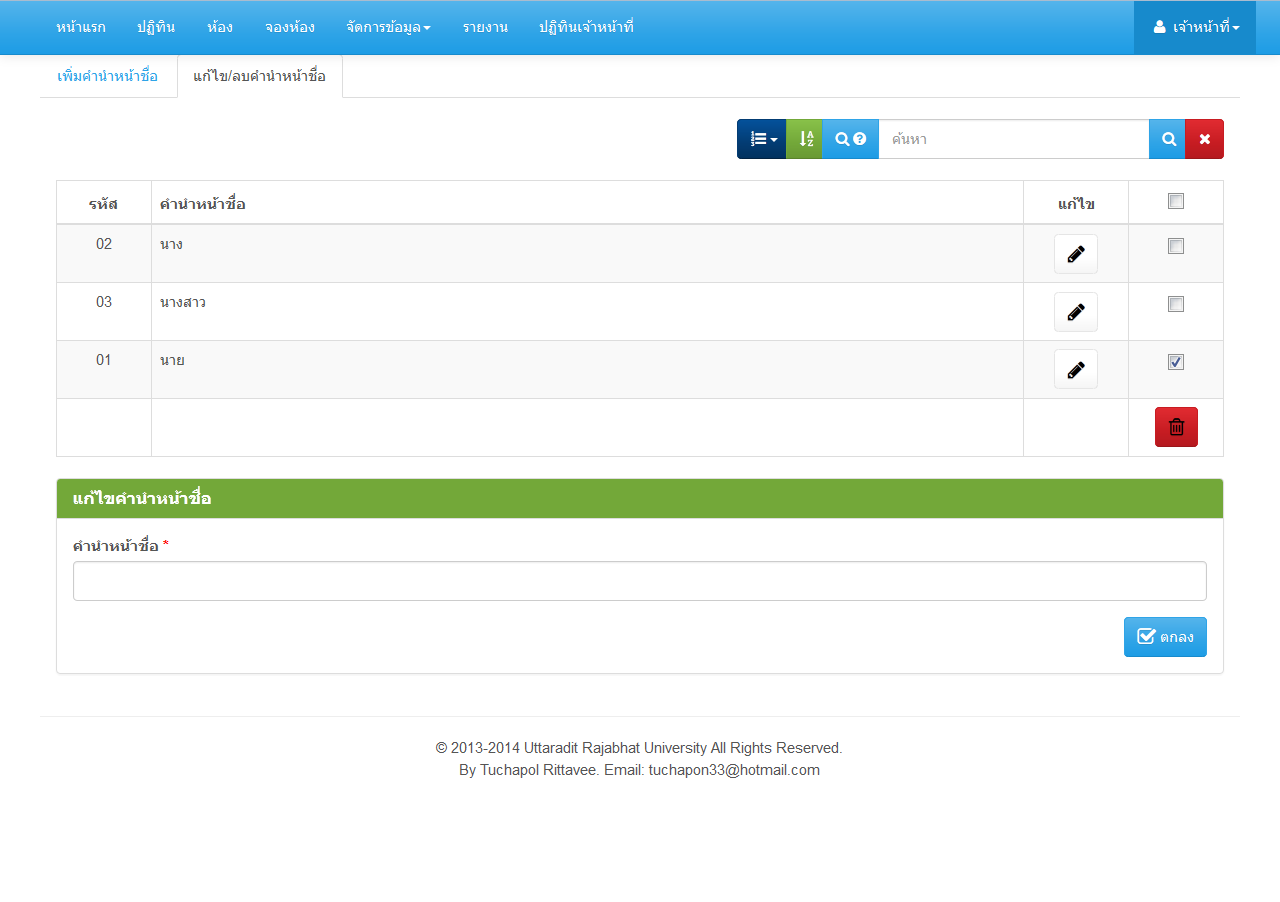 หน้าแรก ปฏิทิน ห้อง จองห้อง จัดการข้อมูล รายงาน ปฏิทินเจ้าหน้าที่ เจ้าหน้าที่
เพิ่มคำนำหน้าชื่อ แก้ไข/ลบคำนำหน้าชื่อ
ค้นหา
รหัส คำนำหน้าชื่อ แก้ไข
02 นาง
03 นางสาว
01 นาย
แก้ไขคำนำหน้าชื่อ
คำนำหน้าชื่อ *
ตกลง
© 2013-2014 Uttaradit Rajabhat University All Rights Reserved.
By Tuchapol Rittavee. Email: tuchapon33@hotmail.com